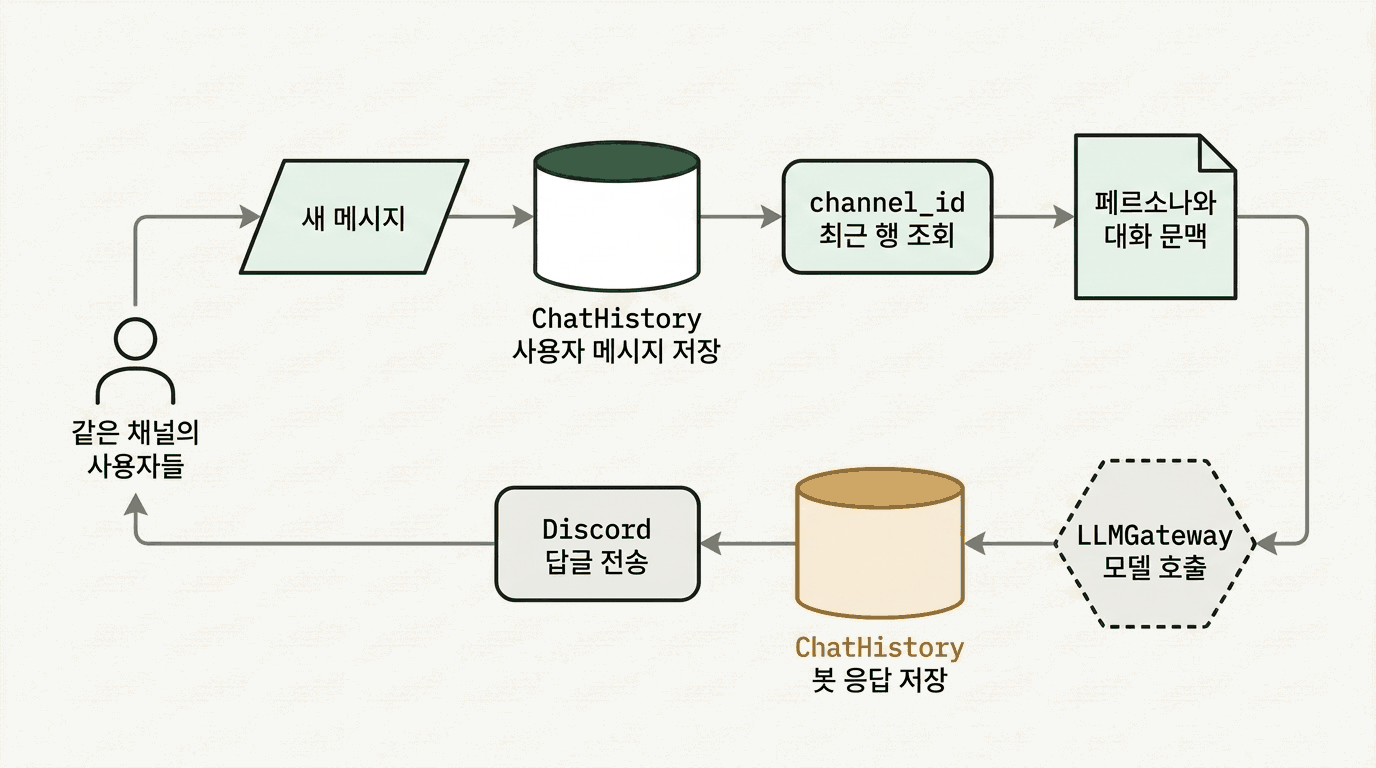 새 메시지
ChatHistory
사용자 메시지 저장
channel_id
최근 행 조회
페르소나와
대화 문맥
같은 채널의
사용자들
Discord
답글 전송
ChatHistory
봇 응답 저장
LLMGateway
모델 호출